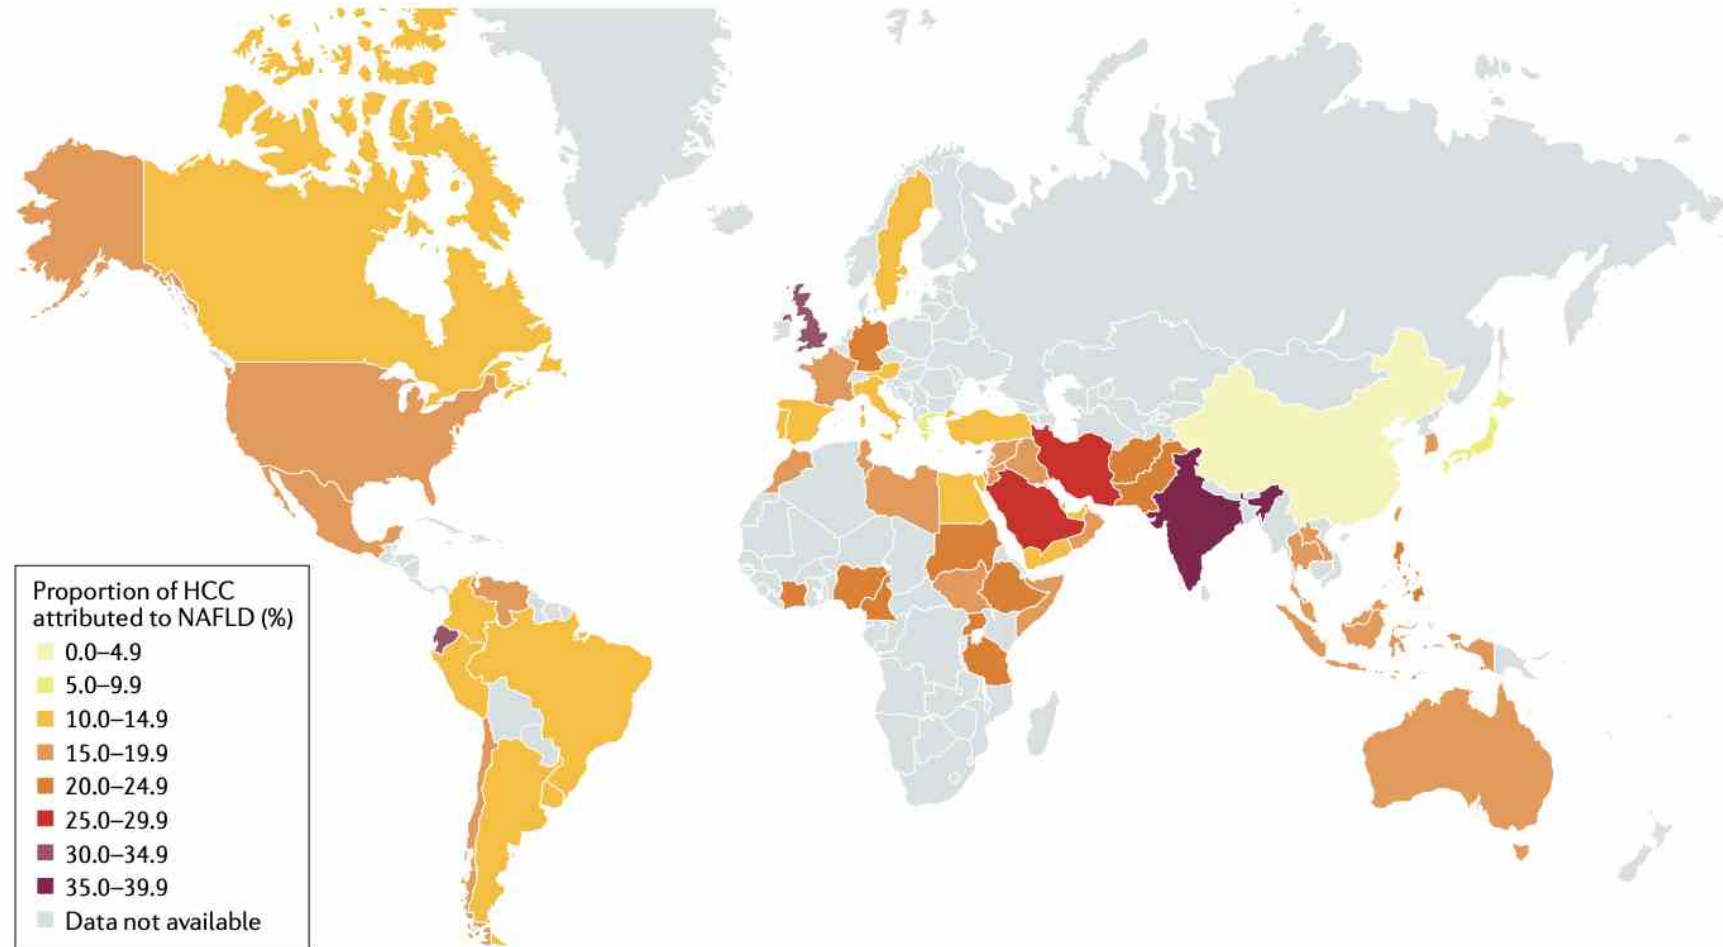 Proportion of HCC
attributed to NAFLD (%)
0.0–4.9
5.0–9.9
10.0–14.9
15.0–19.9
20.0–24.9
25.0–29.9
30.0–34.9
35.0–39.9
Data not available